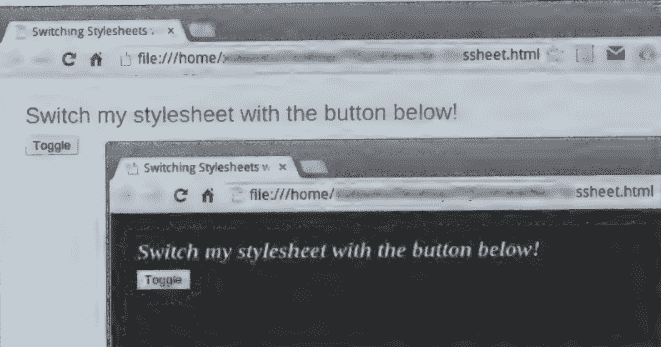 Switching Stylesheets
file:///home/ ssheet.html
Switch my stylesheet with the button below!
Toggle
Switching Stylesheets
file:///home/ ssheet.html
Switch my stylesheet with the button below!
Toggle